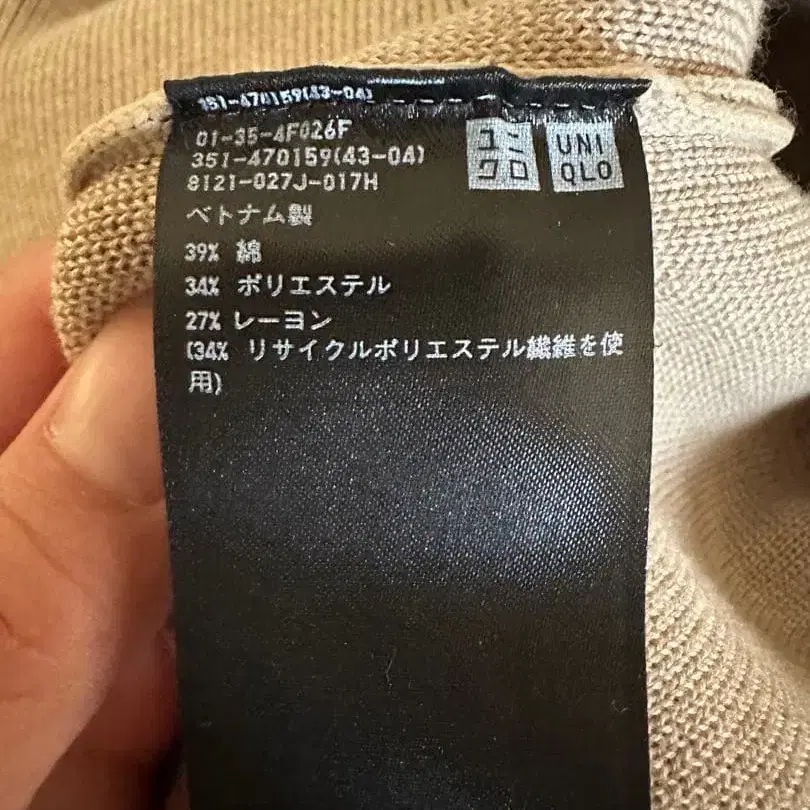 351-470159(43-04)
01-35-4F026F
351-470159(43-04)
8121-027J-017H
ユニ
クロ
UNI
QLO
ベトナム製
39% 綿
34% ポリエステル
27% レーヨン
(34% リサイクルポリエステル繊維を使
用)